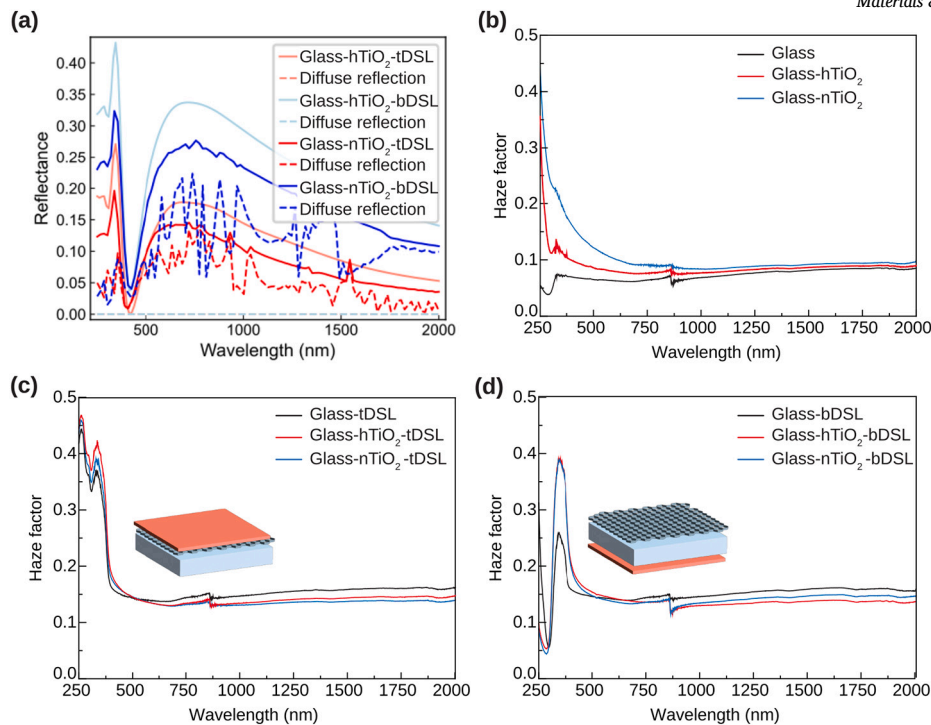 Materials &
(a)
Reflectance
0.40
0.35
0.30
0.25
0.20
0.15
0.10
0.05
0.00
Glass-hTiO₂-tDSL
Diffuse reflection
Glass-hTiO₂-bDSL
Diffuse reflection
Glass-nTiO₂-tDSL
Diffuse reflection
Glass-nTiO₂-bDSL
Diffuse reflection
500 1000 1500 2000
Wavelength (nm)
(b)
Haze factor
0.5
0.4
0.3
0.2
0.1
0.0
Glass
Glass-hTiO₂
Glass-nTiO₂
250 500 750 1000 1250 1500 1750 2000
Wavelength (nm)
(c)
Haze factor
0.5
0.4
0.3
0.2
0.1
0.0
Glass-tDSL
Glass-hTiO₂-tDSL
Glass-nTiO₂-tDSL
250 500 750 1000 1250 1500 1750 2000
Wavelength (nm)
(d)
Haze factor
0.5
0.4
0.3
0.2
0.1
0.0
Glass-bDSL
Glass-hTiO₂-bDSL
Glass-nTiO₂-bDSL
250 500 750 1000 1250 1500 1750 2000
Wavelength (nm)